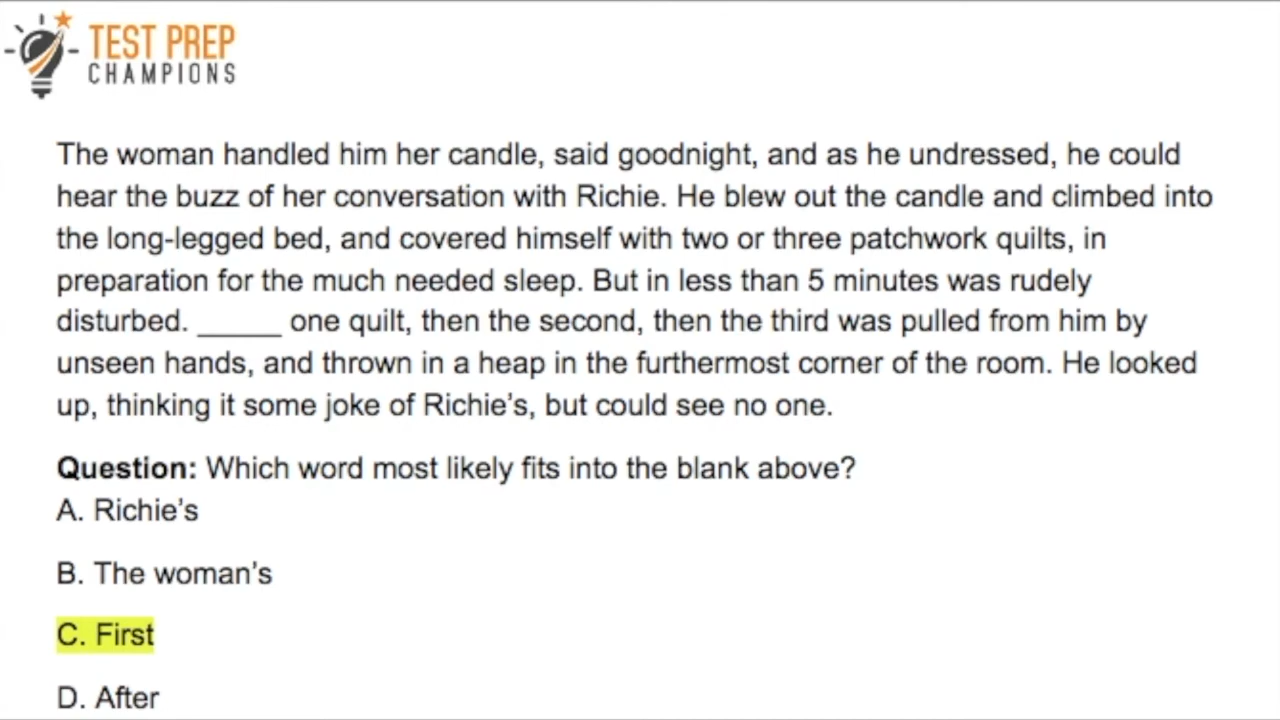 TEST PREP
CHAMPIONS
The woman handled him her candle, said goodnight, and as he undressed, he could
hear the buzz of her conversation with Richie. He blew out the candle and climbed into
the long-legged bed, and covered himself with two or three patchwork quilts, in
preparation for the much needed sleep. But in less than 5 minutes was rudely
disturbed. _____ one quilt, then the second, then the third was pulled from him by
unseen hands, and thrown in a heap in the furthermost corner of the room. He looked
up, thinking it some joke of Richie’s, but could see no one.
Question: Which word most likely fits into the blank above?
A. Richie’s
B. The woman’s
C. First
D. After